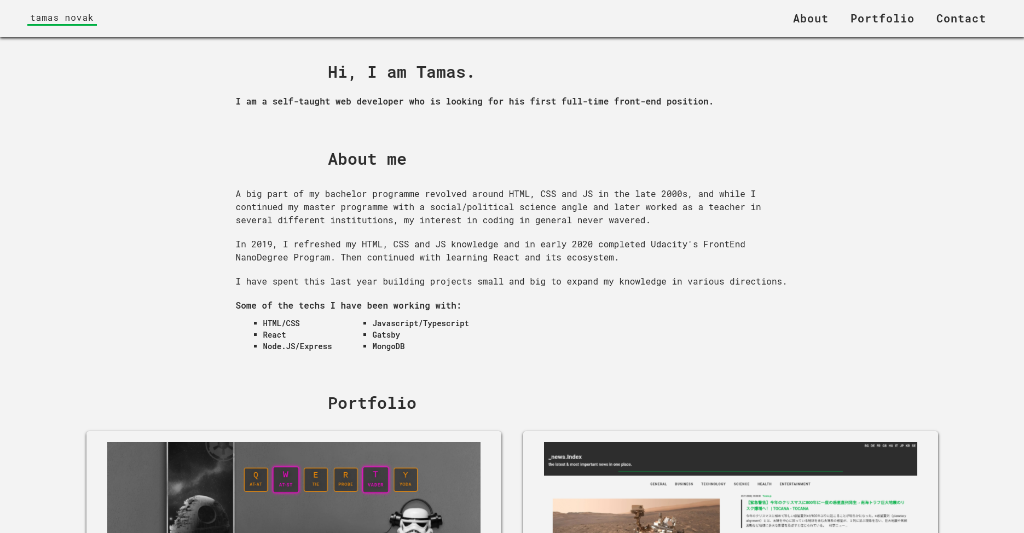 tamas novak
About Portfolio Contact
Hi, I am Tamas.
I am a self-taught web developer who is looking for his first full-time front-end position.
About me
A big part of my bachelor programme revolved around HTML, CSS and JS in the late 2000s, and while I
continued my master programme with a social/political science angle and later worked as a teacher in
several different institutions, my interest in coding in general never wavered.
In 2019, I refreshed my HTML, CSS and JS knowledge and in early 2020 completed Udacity's FrontEnd
NanoDegree Program. Then continued with learning React and its ecosystem.
I have spent this last year building projects small and big to expand my knowledge in various directions.
Some of the techs I have been working with:
HTML/CSS
React
Node.JS/Express
Javascript/Typescript
Gatsby
MongoDB
Portfolio
Q W E R T Y
AT-AT TIE YODA
_news.Index
the latest & most important news in one place.
GENERAL BUSINESS TECHNOLOGY SCIENCE HEALTH ENTERTAINMENT